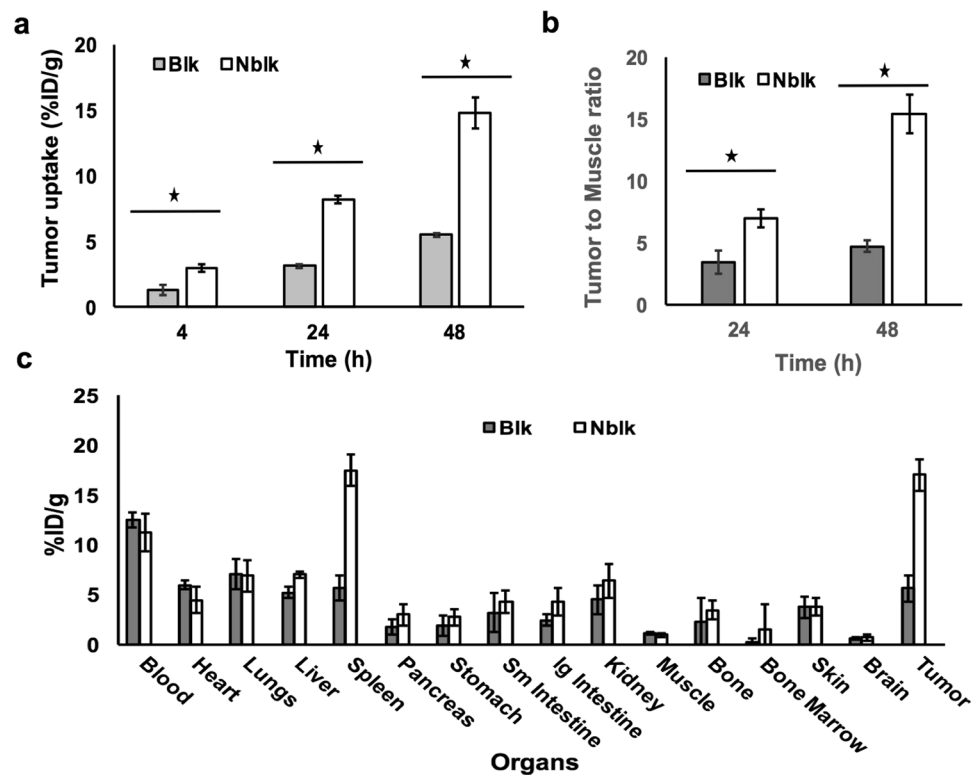 a
Tumor uptake (%ID/g)
20
15
10
5
0
Blk Nblk
4 24 48
Time (h)
b
Tumor to Muscle ratio
20
15
10
5
0
Blk Nblk
24 48
Time (h)
c
%ID/g
25
20
15
10
5
0
Blk Nblk
Blood
Heart
Lungs
Liver
Spleen
Pancreas
Stomach
Sm Intestine
lg Intestine
Kidney
Muscle
Bone
Bone Marrow
Skin
Brain
Tumor
Organs